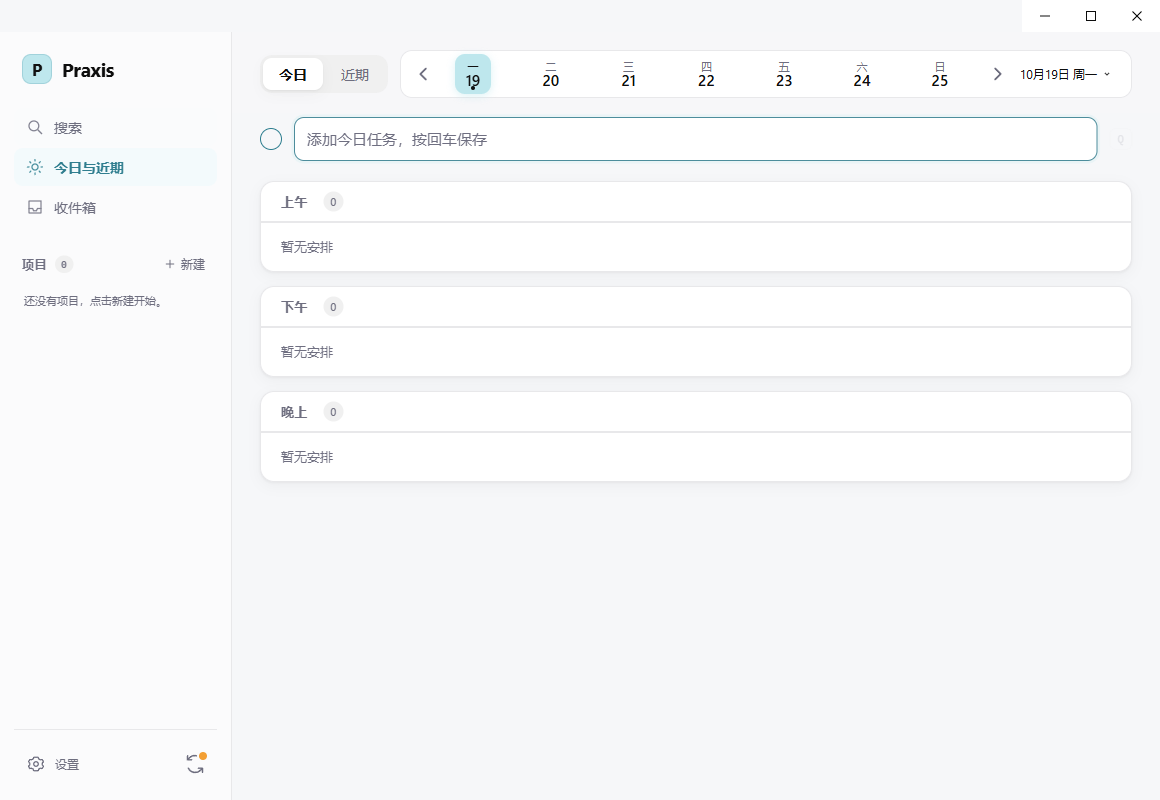 P Praxis
搜索
今日与近期
收件箱
项目 0 + 新建
还没有项目，点击新建开始。
设置
今日 近期
一 二 三 四 五 六 日
19 20 21 22 23 24 25
10月19日 周一
添加今日任务，按回车保存
上午 0
暂无安排
下午 0
暂无安排
晚上 0
暂无安排